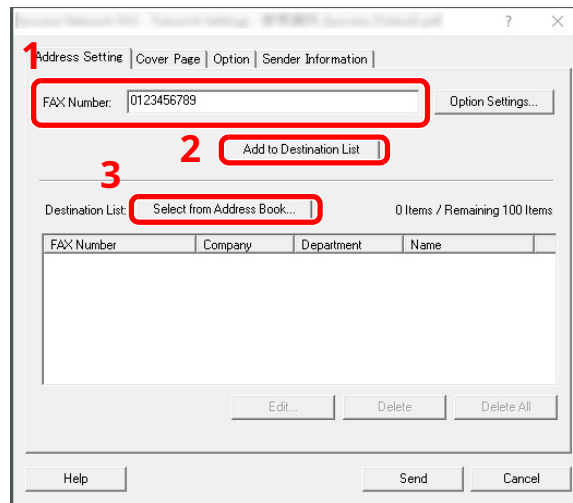 ? ×
1
Address Setting Cover Page Option Sender Information
FAX Number: 0123456789 Option Settings...
2 Add to Destination List
3
Destination List: Select from Address Book... 0 Items / Remaining 100 Items
FAX Number Company Department Name
Edit... Delete Delete All
Help Send Cancel